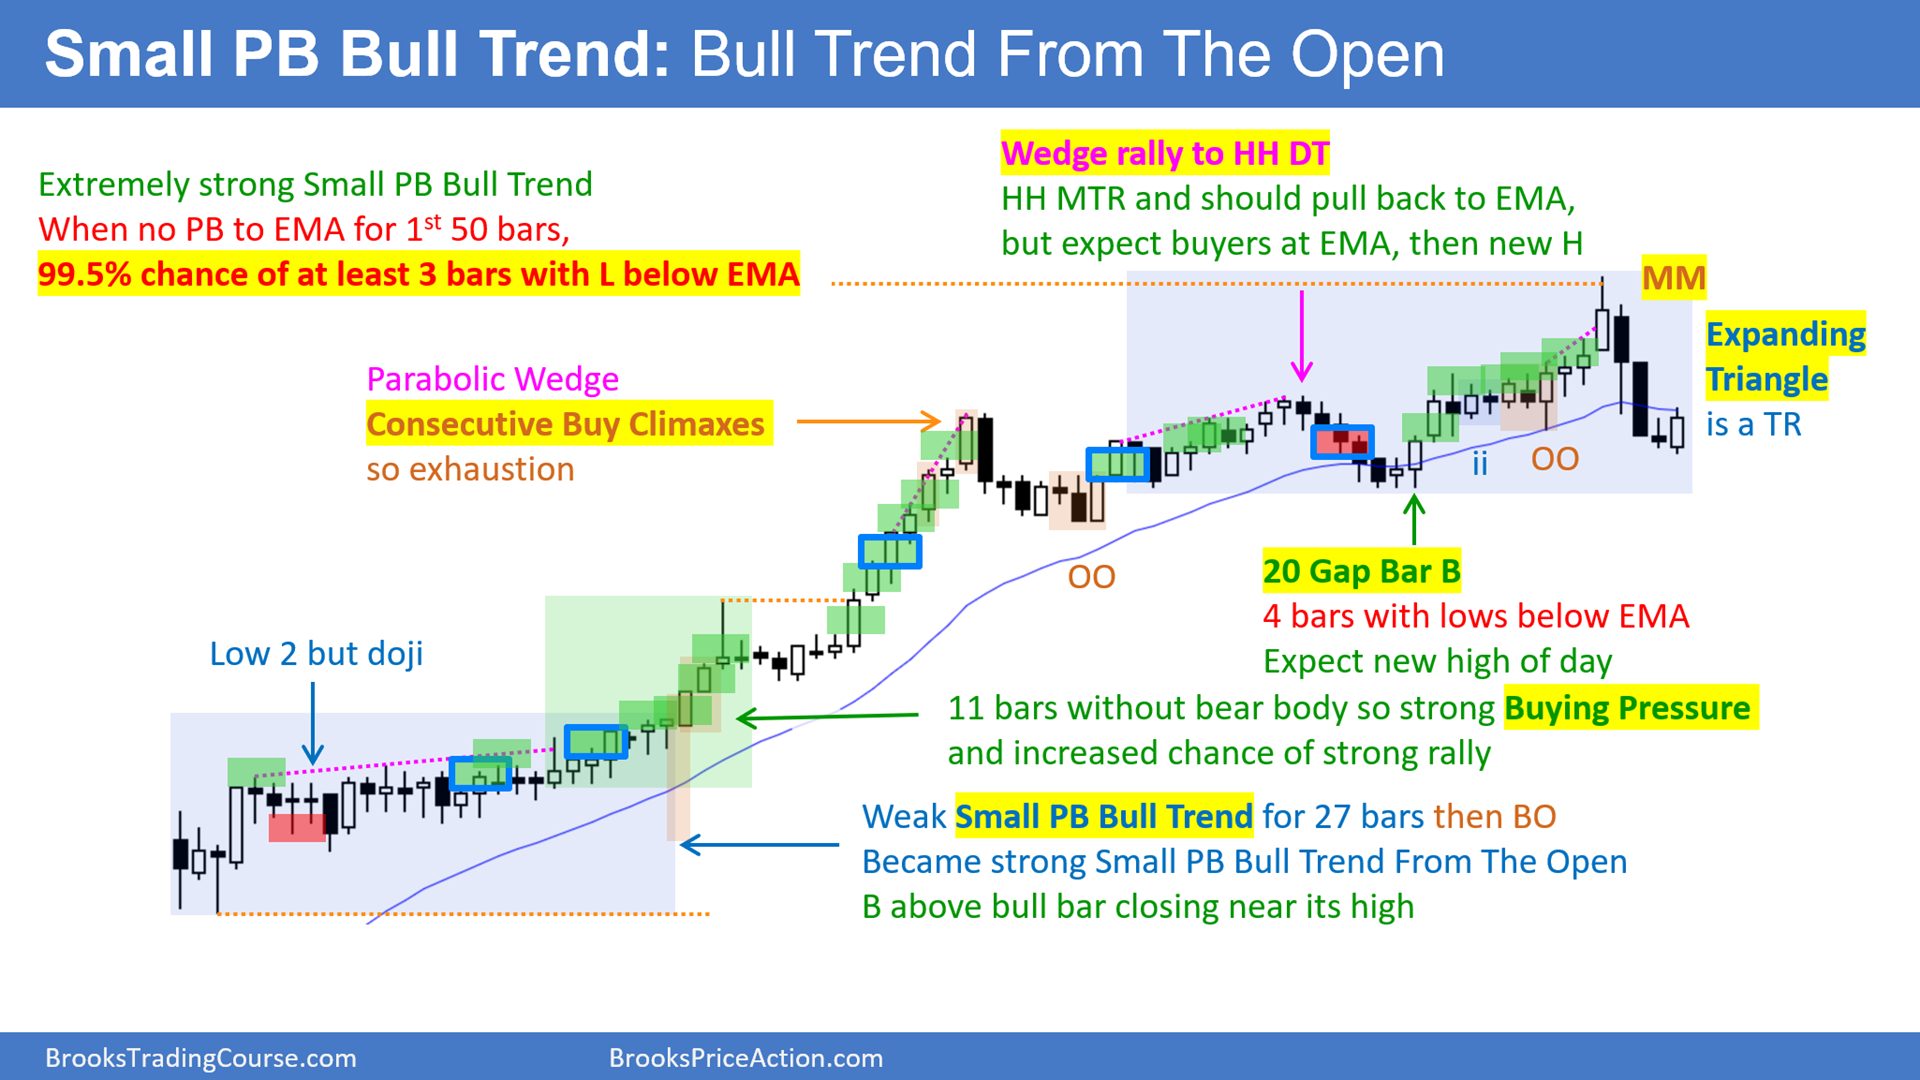 Small PB Bull Trend: Bull Trend From The Open
Extremely strong Small PB Bull Trend
When no PB to EMA for 1st 50 bars,
99.5% chance of at least 3 bars with L below EMA
Wedge rally to HH DT
HH MTR and should pull back to EMA,
but expect buyers at EMA, then new H
MM
Expanding
Triangle
is a TR
Parabolic Wedge
Consecutive Buy Climaxes
so exhaustion
ii
OO
OO
20 Gap Bar B
4 bars with lows below EMA
Expect new high of day
Low 2 but doji
11 bars without bear body so strong Buying Pressure
and increased chance of strong rally
Weak Small PB Bull Trend for 27 bars then BO
Became strong Small PB Bull Trend From The Open
B above bull bar closing near its high
BrooksTradingCourse.com
BrooksPriceAction.com